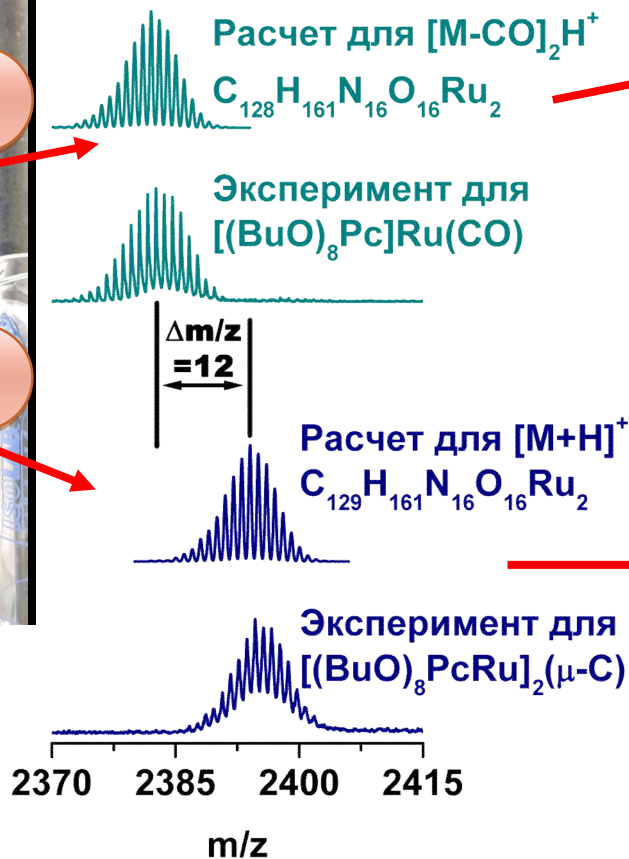 Расчет для [M-CO]₂H⁺
C₁₂₈H₁₆₁N₁₆O₁₆Ru₂
Эксперимент для
[(BuO)₈Pc]Ru(CO)
Δm/z
=12
Расчет для [M+H]⁺
C₁₂₉H₁₆₁N₁₆O₁₆Ru₂
Эксперимент для
[(BuO)₈PcRu]₂(μ-C)
2370 2385 2400 2415
m/z